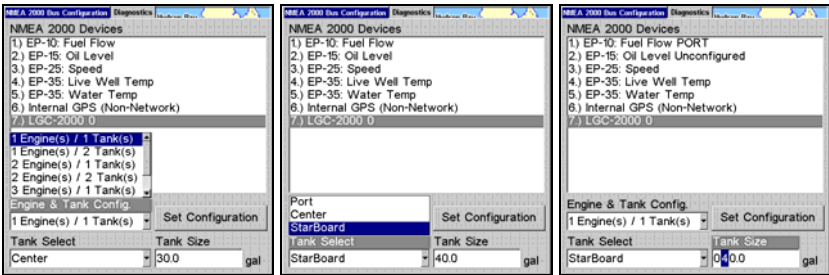 NMEA 2000 Bus Configuration Diagnostics
NMEA 2000 Devices
1.) EP-10: Fuel Flow
2.) EP-15: Oil Level
3.) EP-25: Speed
4.) EP-35: Live Well Temp
5.) EP-35: Water Temp
6.) Internal GPS (Non-Network)
7.) LGC-2000 0
1 Engine(s) / 1 Tank(s)
1 Engine(s) / 2 Tank(s)
2 Engine(s) / 1 Tank(s)
2 Engine(s) / 2 Tank(s)
3 Engine(s) / 1 Tank(s)
Engine & Tank Config.
1 Engine(s) / 1 Tank(s) Set Configuration
Tank Select Tank Size
Center 30.0 gal
NMEA 2000 Bus Configuration Diagnostics
NMEA 2000 Devices
1.) EP-10: Fuel Flow
2.) EP-15: Oil Level
3.) EP-25: Speed
4.) EP-35: Live Well Temp
5.) EP-35: Water Temp
6.) Internal GPS (Non-Network)
7.) LGC-2000 0
Port
Center
StarBoard
Set Configuration
Tank Select Tank Size
StarBoard 40.0 gal
NMEA 2000 Bus Configuration Diagnostics
NMEA 2000 Devices
1.) EP-10: Fuel Flow PORT
2.) EP-15: Oil Level Unconfigured
3.) EP-25: Speed
4.) EP-35: Live Well Temp
5.) EP-35: Water Temp
6.) Internal GPS (Non-Network)
7.) LGC-2000 0
Engine & Tank Config.
1 Engine(s) / 1 Tank(s) Set Configuration
Tank Select Tank Size
StarBoard 040.0 gal